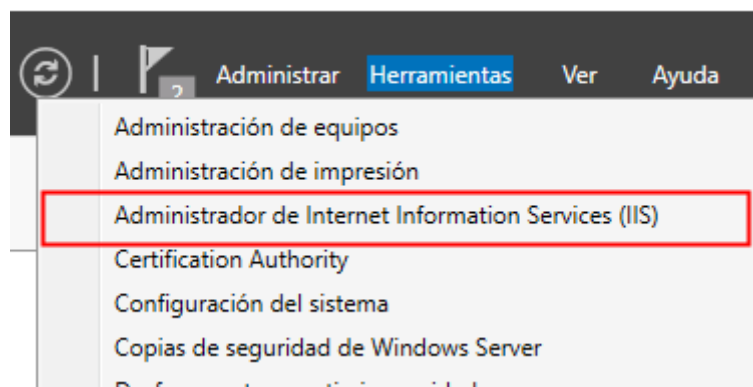 2 Administrar Herramientas Ver Ayuda
Administración de equipos
Administración de impresión
Administrador de Internet Information Services (IIS)
Certification Authority
Configuración del sistema
Copias de seguridad de Windows Server